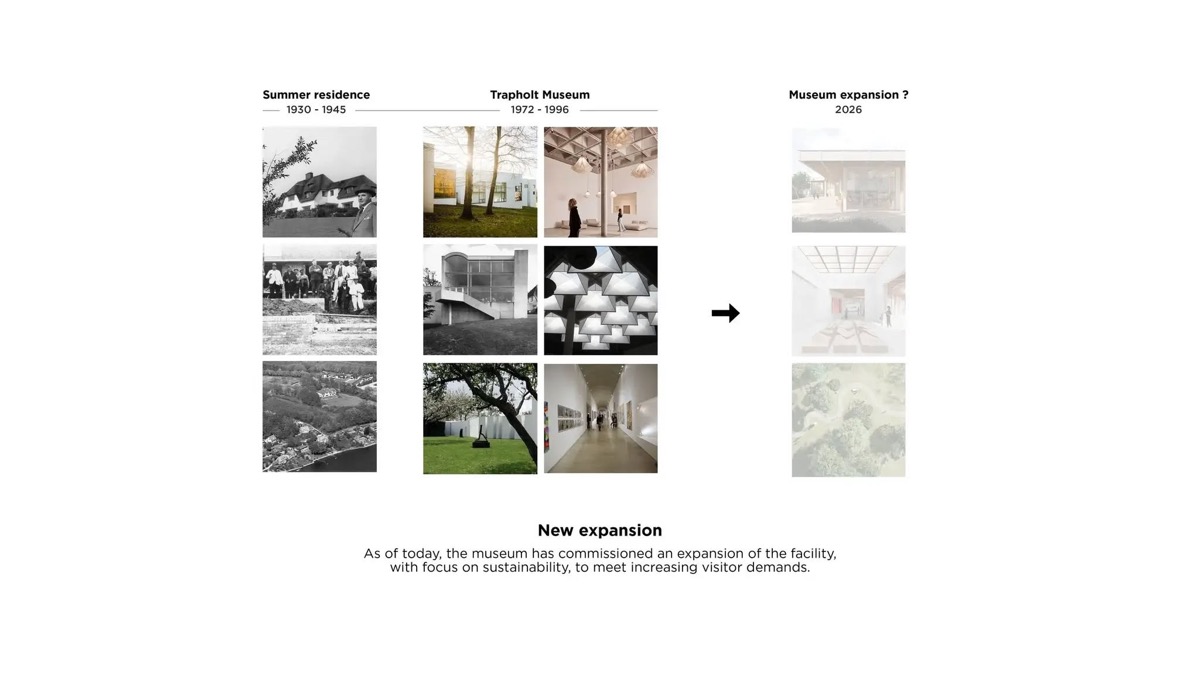 Summer residence
1930 - 1945
Trapholt Museum
1972 - 1996
Museum expansion ?
2026
New expansion
As of today, the museum has commissioned an expansion of the facility,
with focus on sustainability, to meet increasing visitor demands.